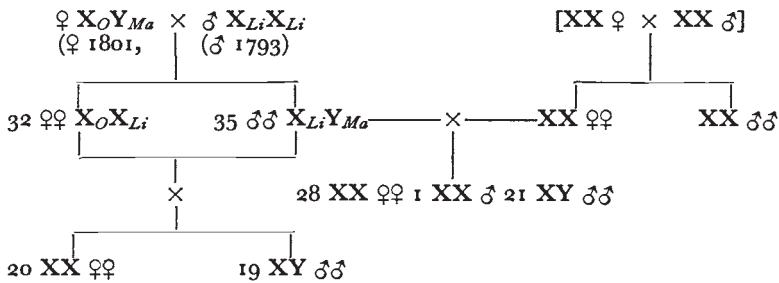 ♀ X_O Y_Ma × ♂ X_Li X_Li [XX ♀ × XX ♂]
(♀ 1801, (♂ 1793)
32 ♀♀ X_O X_Li 35 ♂♂ X_Li Y_Ma × XX ♀♀ XX ♂♂
× 28 XX ♀♀ 1 XX ♂ 21 XY ♂♂
20 XX ♀♀ 19 XY ♂♂